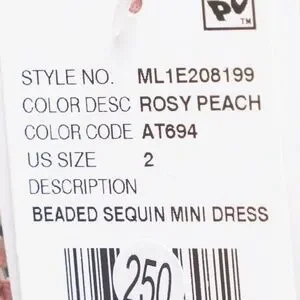 PV™
STYLE NO. ML1E208199
COLOR DESC ROSY PEACH
COLOR CODE AT694
US SIZE 2
DESCRIPTION
BEADED SEQUIN MINI DRESS
250